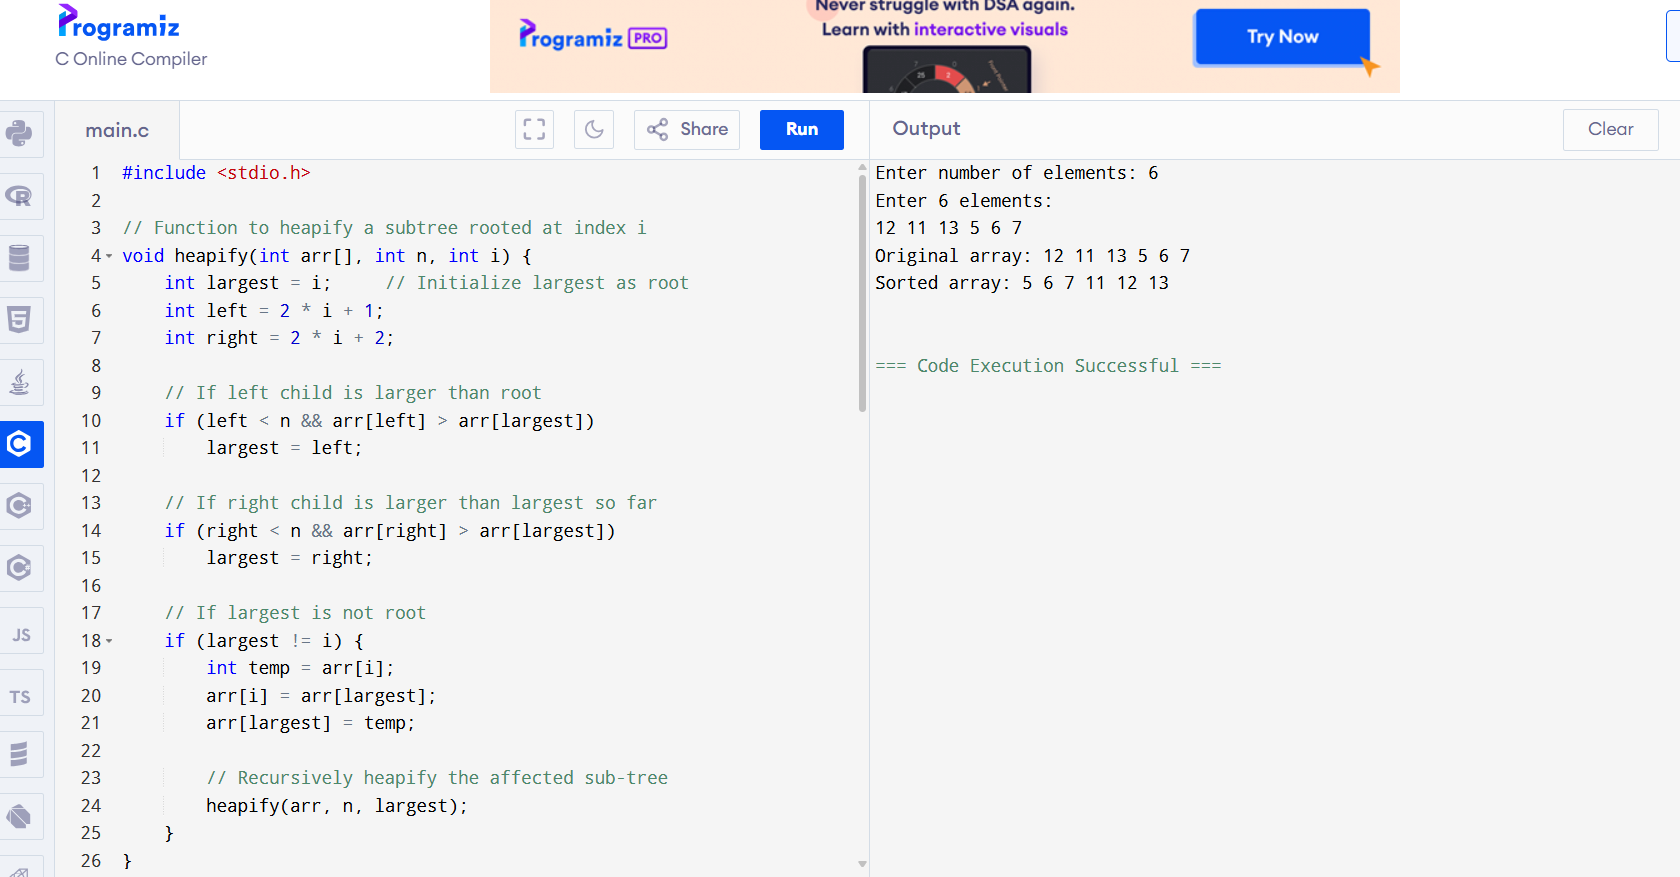 Programiz
C Online Compiler
Programiz PRO
Never struggle with DSA again.
Learn with interactive visuals
Try Now
main.c
Share
Run
Output
Clear
1 #include <stdio.h>
2
3 // Function to heapify a subtree rooted at index i
4 void heapify(int arr[], int n, int i) {
5 int largest = i; // Initialize largest as root
6 int left = 2 * i + 1;
7 int right = 2 * i + 2;
8
9 // If left child is larger than root
10 if (left < n && arr[left] > arr[largest])
11 largest = left;
12
13 // If right child is larger than largest so far
14 if (right < n && arr[right] > arr[largest])
15 largest = right;
16
17 // If largest is not root
18 if (largest != i) {
19 int temp = arr[i];
20 arr[i] = arr[largest];
21 arr[largest] = temp;
22
23 // Recursively heapify the affected sub-tree
24 heapify(arr, n, largest);
25 }
26 }
Enter number of elements: 6
Enter 6 elements:
12 11 13 5 6 7
Original array: 12 11 13 5 6 7
Sorted array: 5 6 7 11 12 13
=== Code Execution Successful ===
R
5
C
C
C
JS
TS
25
2